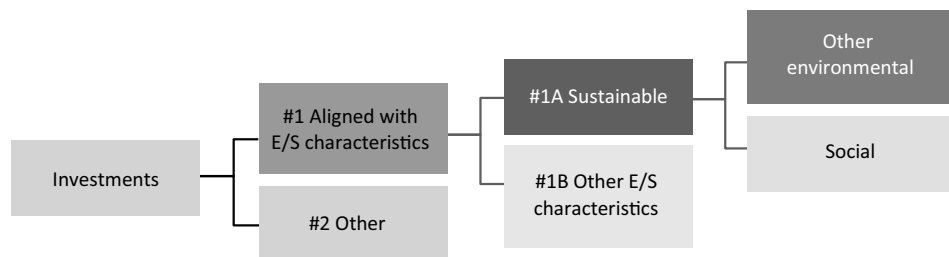 Investments
#1 Aligned with
E/S characteristics
#2 Other
#1A Sustainable
#1B Other E/S
characteristics
Other
environmental
Social